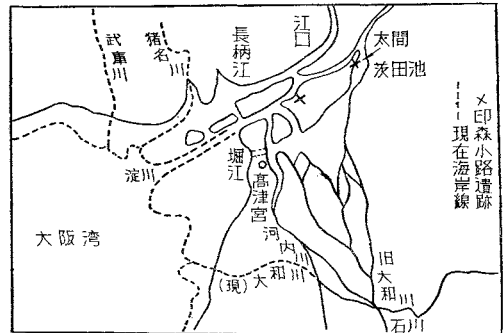 武庫川
猪名川
長柄江
江口
太間
茨田池
×印森小路遺跡
----現在海岸線
淀川
堀江
高津宮
大阪湾
河内川
(現)大和川
旧大和川
石川